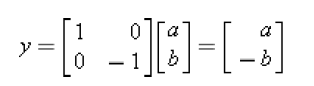 y = [1 0; 0 −1] [a; b] = [a; −b]